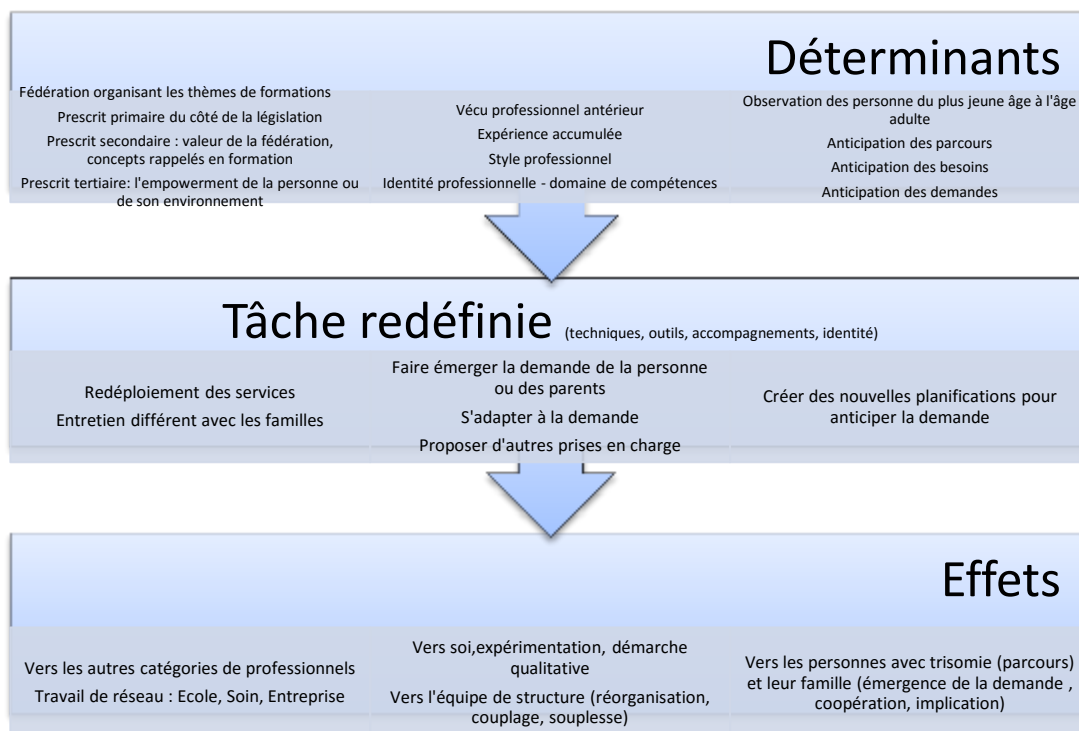 Déterminants
Fédération organisant les thèmes de formations
Prescrit primaire du côté de la législation
Prescrit secondaire : valeur de la fédération,
concepts rappelés en formation
Prescrit tertiaire: l'empowerment de la personne ou
de son environnement
Vécu professionnel antérieur
Expérience accumulée
Style professionnel
Identité professionnelle - domaine de compétences
Observation des personne du plus jeune âge à l'âge
adulte
Anticipation des parcours
Anticipation des besoins
Anticipation des demandes
Tâche redéfinie (techniques, outils, accompagnements, identité)
Redéploiement des services
Entretien différent avec les familles
Faire émerger la demande de la personne
ou des parents
S'adapter à la demande
Proposer d'autres prises en charge
Créer des nouvelles planifications pour
anticiper la demande
Effets
Vers les autres catégories de professionnels
Travail de réseau : Ecole, Soin, Entreprise
Vers soi,expérimentation, démarche
qualitative
Vers l'équipe de structure (réorganisation,
couplage, souplesse)
Vers les personnes avec trisomie (parcours)
et leur famille (émergence de la demande ,
coopération, implication)